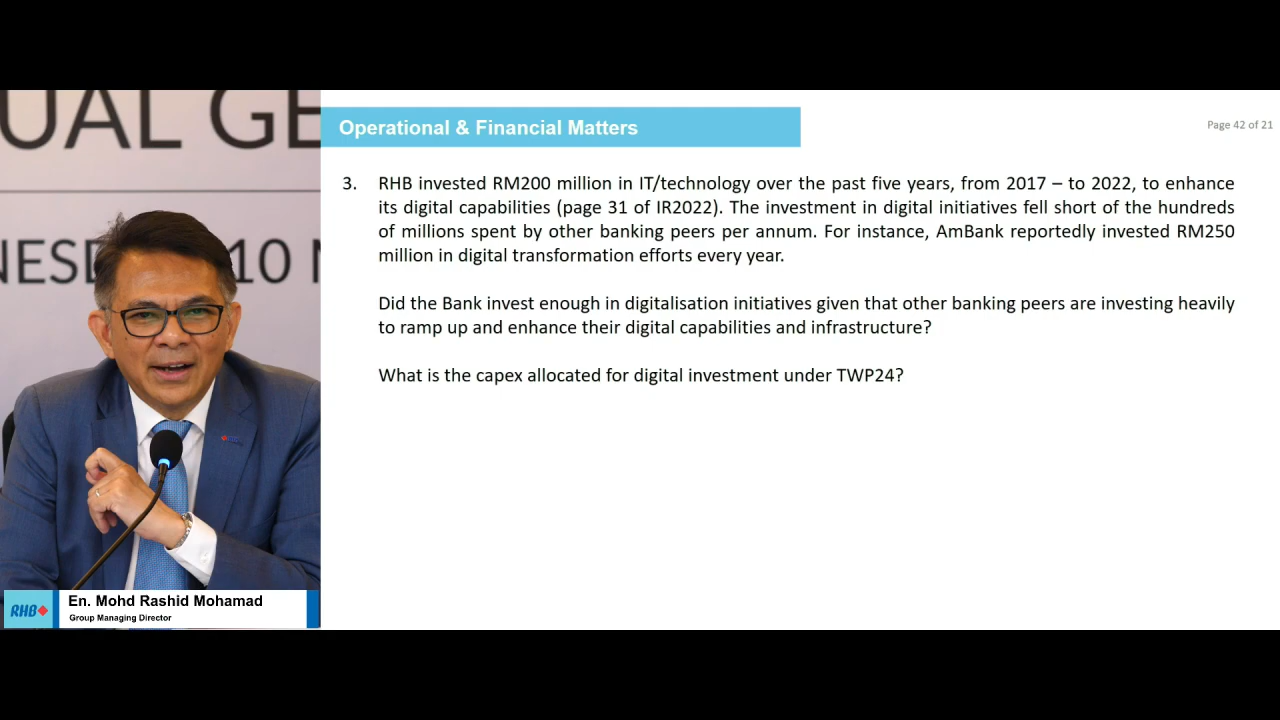 UAL GE
NESD 10 M
Operational & Financial Matters
Page 42 of 21
3. RHB invested RM200 million in IT/technology over the past five years, from 2017 – to 2022, to enhance
its digital capabilities (page 31 of IR2022). The investment in digital initiatives fell short of the hundreds
of millions spent by other banking peers per annum. For instance, AmBank reportedly invested RM250
million in digital transformation efforts every year.
Did the Bank invest enough in digitalisation initiatives given that other banking peers are investing heavily
to ramp up and enhance their digital capabilities and infrastructure?
What is the capex allocated for digital investment under TWP24?
RHB
En. Mohd Rashid Mohamad
Group Managing Director